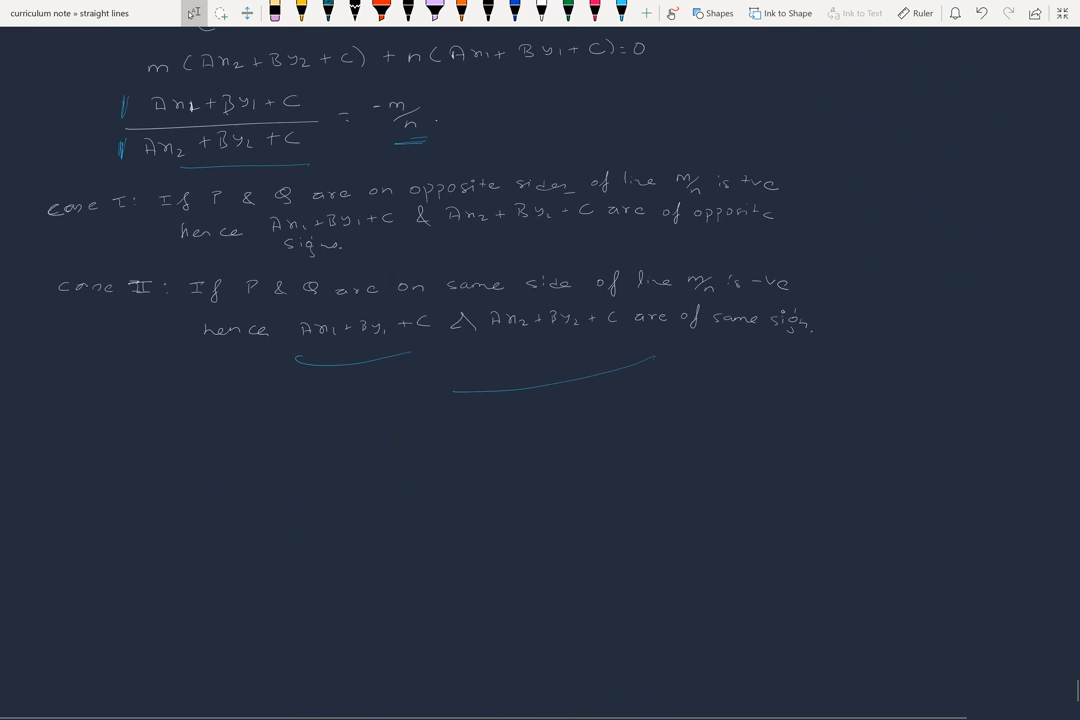 curriculum note » straight lines
Shapes Ink to Shape Ink to Text Ruler
m (Ax₂ + By₂ + C) + n (Ax₁ + By₁ + C) = 0
Ax₁ + By₁ + C
= -m/n .
Ax₂ + By₂ + C
Case I : If P & Q are on opposite sides of line m/n is +ve
hence Ax₁ + By₁ + C & Ax₂ + By₂ + C are of opposite
signs.
Case II : If P & Q are on same side of line m/n is -ve
hence Ax₁ + By₁ + C & Ax₂ + By₂ + C are of same sign.